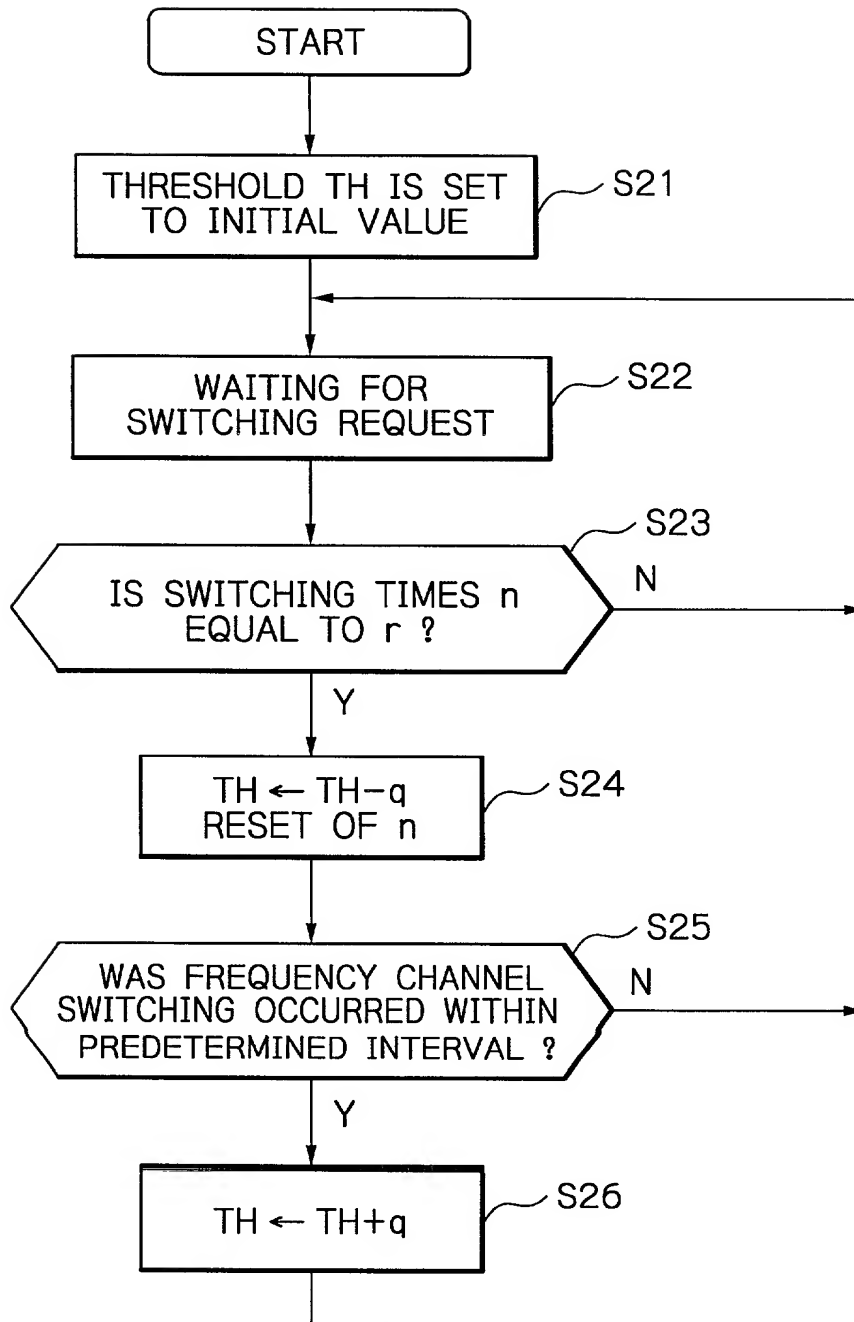 START
THRESHOLD TH IS SET
TO INITIAL VALUE
S21
WAITING FOR
SWITCHING REQUEST
S22
IS SWITCHING TIMES n
EQUAL TO r ?
S23
N
Y
TH ← TH-q
RESET OF n
S24
WAS FREQUENCY CHANNEL
SWITCHING OCCURRED WITHIN
PREDETERMINED INTERVAL ?
S25
N
Y
TH ← TH+q
S26